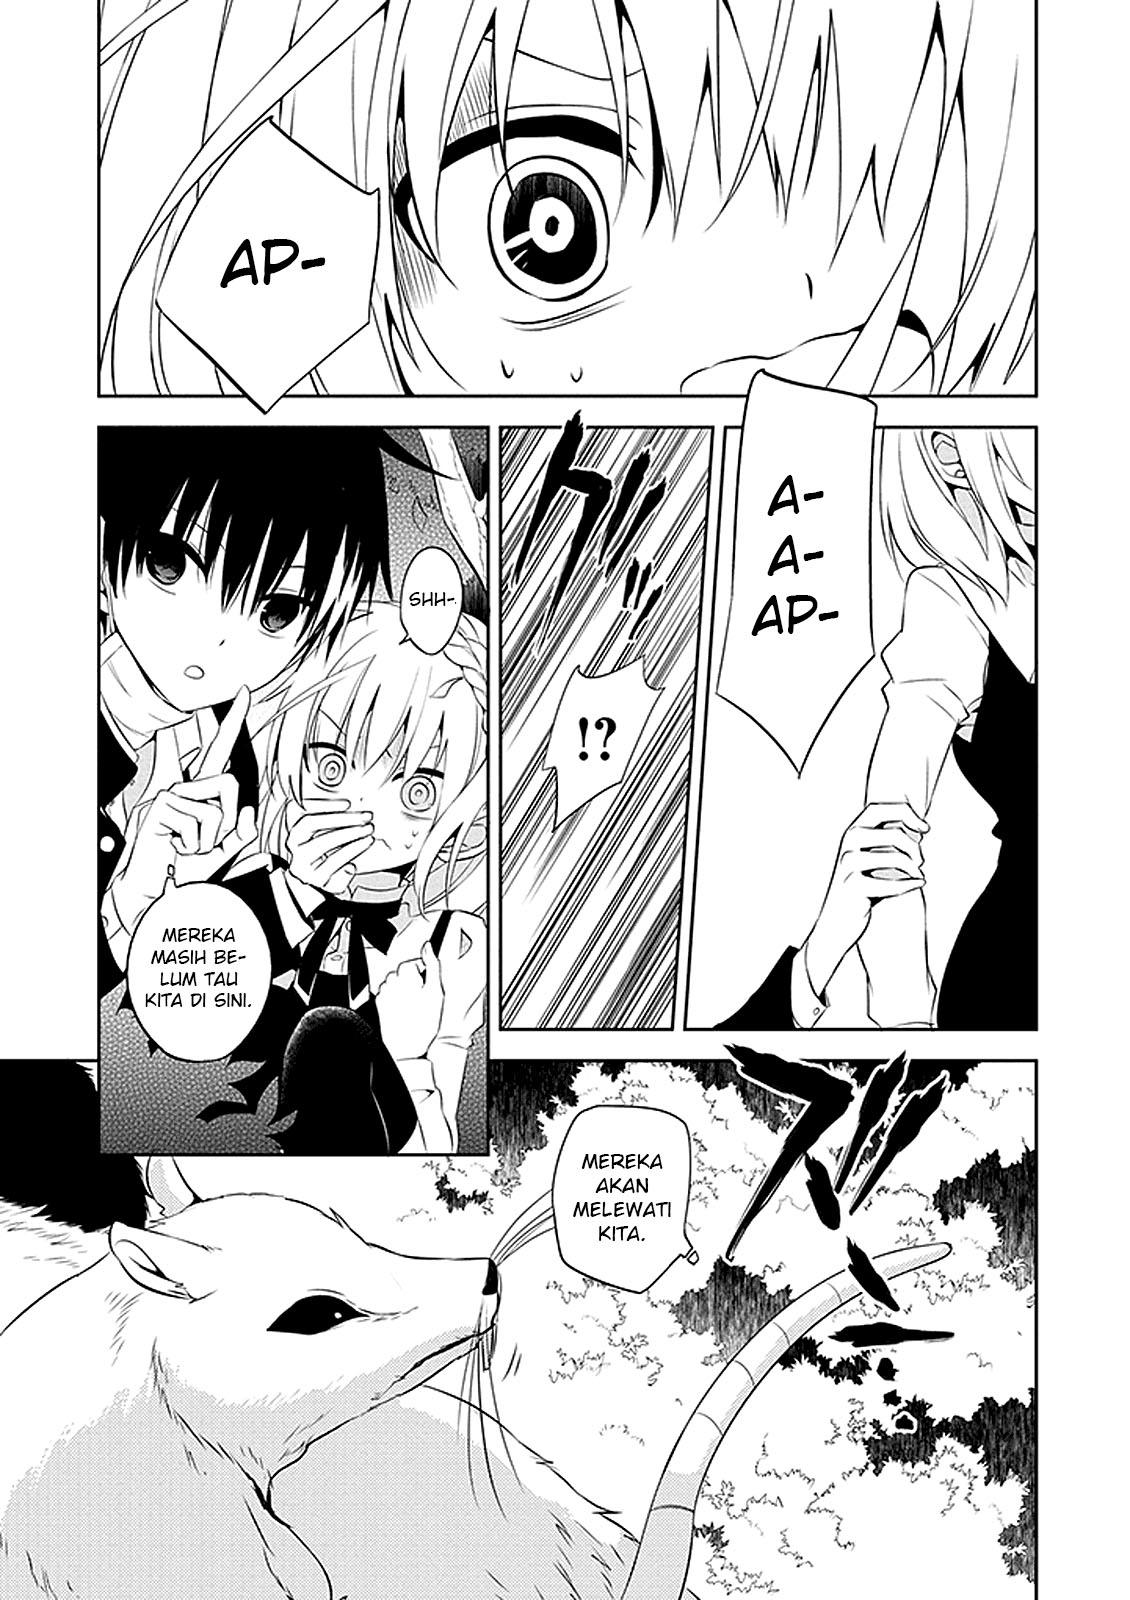 AP-
A-
A-
AP-
!?
SHH-
MEREKA
MASIH BE-
LUM TAU
KITA DI SINI.
MEREKA
AKAN
MELEWATI
KITA.